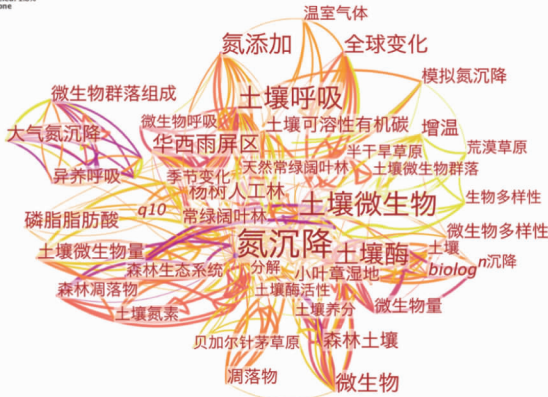 one
温室气体
氮添加
全球变化
模拟氮沉降
微生物群落组成
土壤呼吸
微生物呼吸
土壤可溶性有机碳
增温
大气氮沉降
华西雨屏区
半干旱草原
荒漠草原
异养呼吸
季节变化
天然常绿阔叶林
土壤微生物群落
杨树人工林
生物多样性
q10
常绿阔叶林
土壤微生物
磷脂脂肪酸
微生物多样性
氮沉降
土壤微生物量
土壤酶
土壤
森林生态系统
分解
小叶章湿地
biolog
n沉降
森林凋落物
土壤酶活性
土壤氮素
土壤养分
微生物量
贝加尔针茅草原
森林土壤
凋落物
微生物